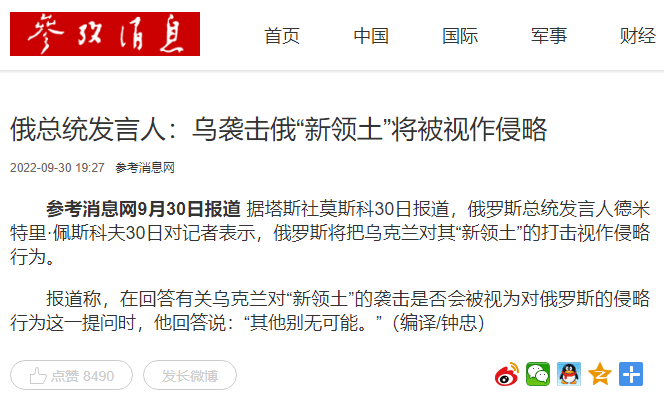 参考消息
首页 中国 国际 军事 财经
俄总统发言人：乌袭击俄“新领土”将被视作侵略
2022-09-30 19:27 参考消息网
参考消息网9月30日报道 据塔斯社莫斯科30日报道，俄罗斯总统发言人德米
特里·佩斯科夫30日对记者表示，俄罗斯将把乌克兰对其“新领土”的打击视作侵略
行为。
报道称，在回答有关乌克兰对“新领土”的袭击是否会被视为对俄罗斯的侵略
行为这一提问时，他回答说：“其他别无可能。”（编译/钟忠）
点赞 8490 发长微博